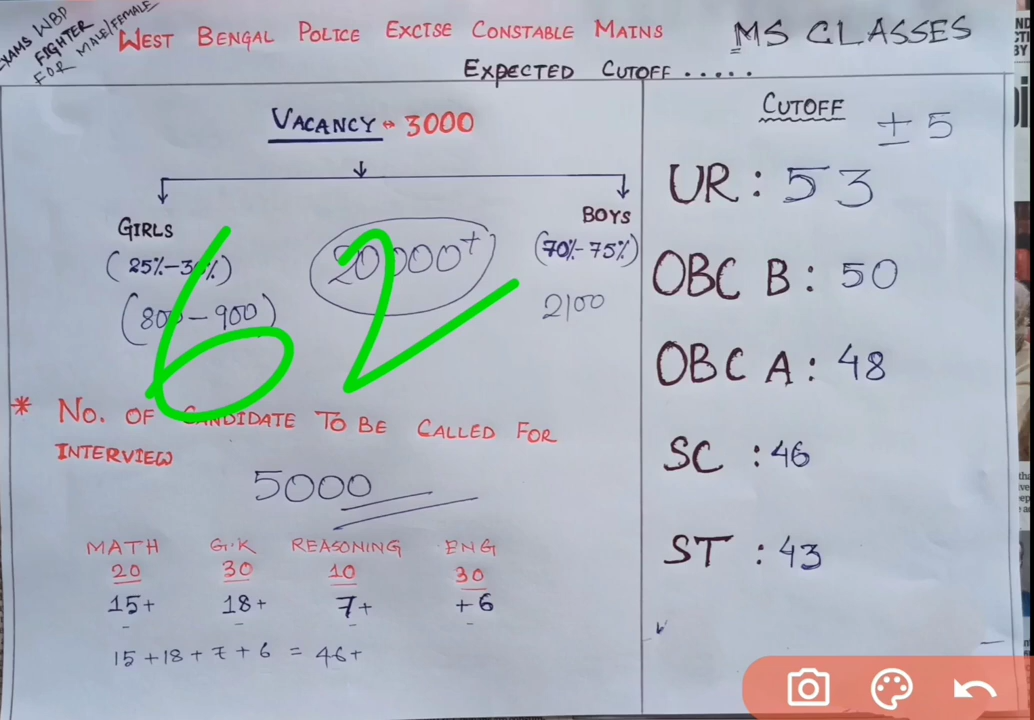 EXAMS WBP
FIGHTER
FOR MALE/FEMALE
WEST BENGAL POLICE EXCISE CONSTABLE MAINS
MS CLASSES
EXPECTED CUTOFF.....
VACANCY 3000
GIRLS
(25%-30%)
(800-900)
20000+
BOYS
(70%-75%)
2100
62
* NO. OF CANDIDATE TO BE CALLED FOR
INTERVIEW
5000
MATH G.K REASONING ENG
20 30 10 30
15+ 18+ 7+ +6
15+18+7+6 = 46+
CUTOFF ±5
UR: 53
OBC B: 50
OBC A: 48
SC : 46
ST : 43